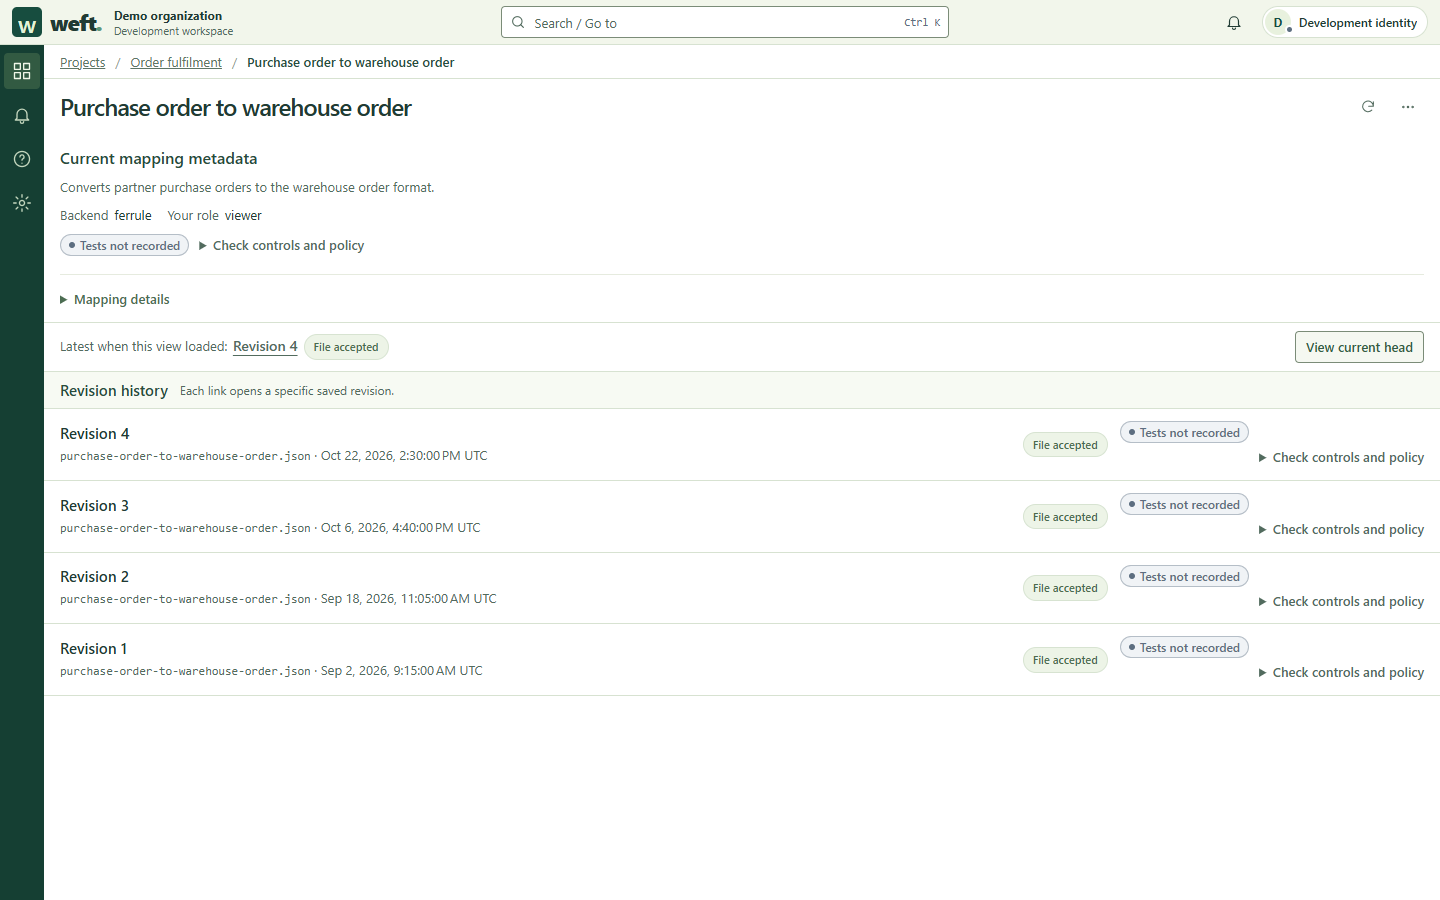 w weft. Demo organization
Development workspace
Search / Go to Ctrl K
D Development identity
Projects / Order fulfilment / Purchase order to warehouse order
Purchase order to warehouse order
Current mapping metadata
Converts partner purchase orders to the warehouse order format.
Backend ferrule Your role viewer
Tests not recorded Check controls and policy
Mapping details
Latest when this view loaded: Revision 4 File accepted View current head
Revision history Each link opens a specific saved revision.
Revision 4
purchase-order-to-warehouse-order.json · Oct 22, 2026, 2:30:00 PM UTC
File accepted
Tests not recorded
Check controls and policy
Revision 3
purchase-order-to-warehouse-order.json · Oct 6, 2026, 4:40:00 PM UTC
File accepted
Tests not recorded
Check controls and policy
Revision 2
purchase-order-to-warehouse-order.json · Sep 18, 2026, 11:05:00 AM UTC
File accepted
Tests not recorded
Check controls and policy
Revision 1
purchase-order-to-warehouse-order.json · Sep 2, 2026, 9:15:00 AM UTC
File accepted
Tests not recorded
Check controls and policy